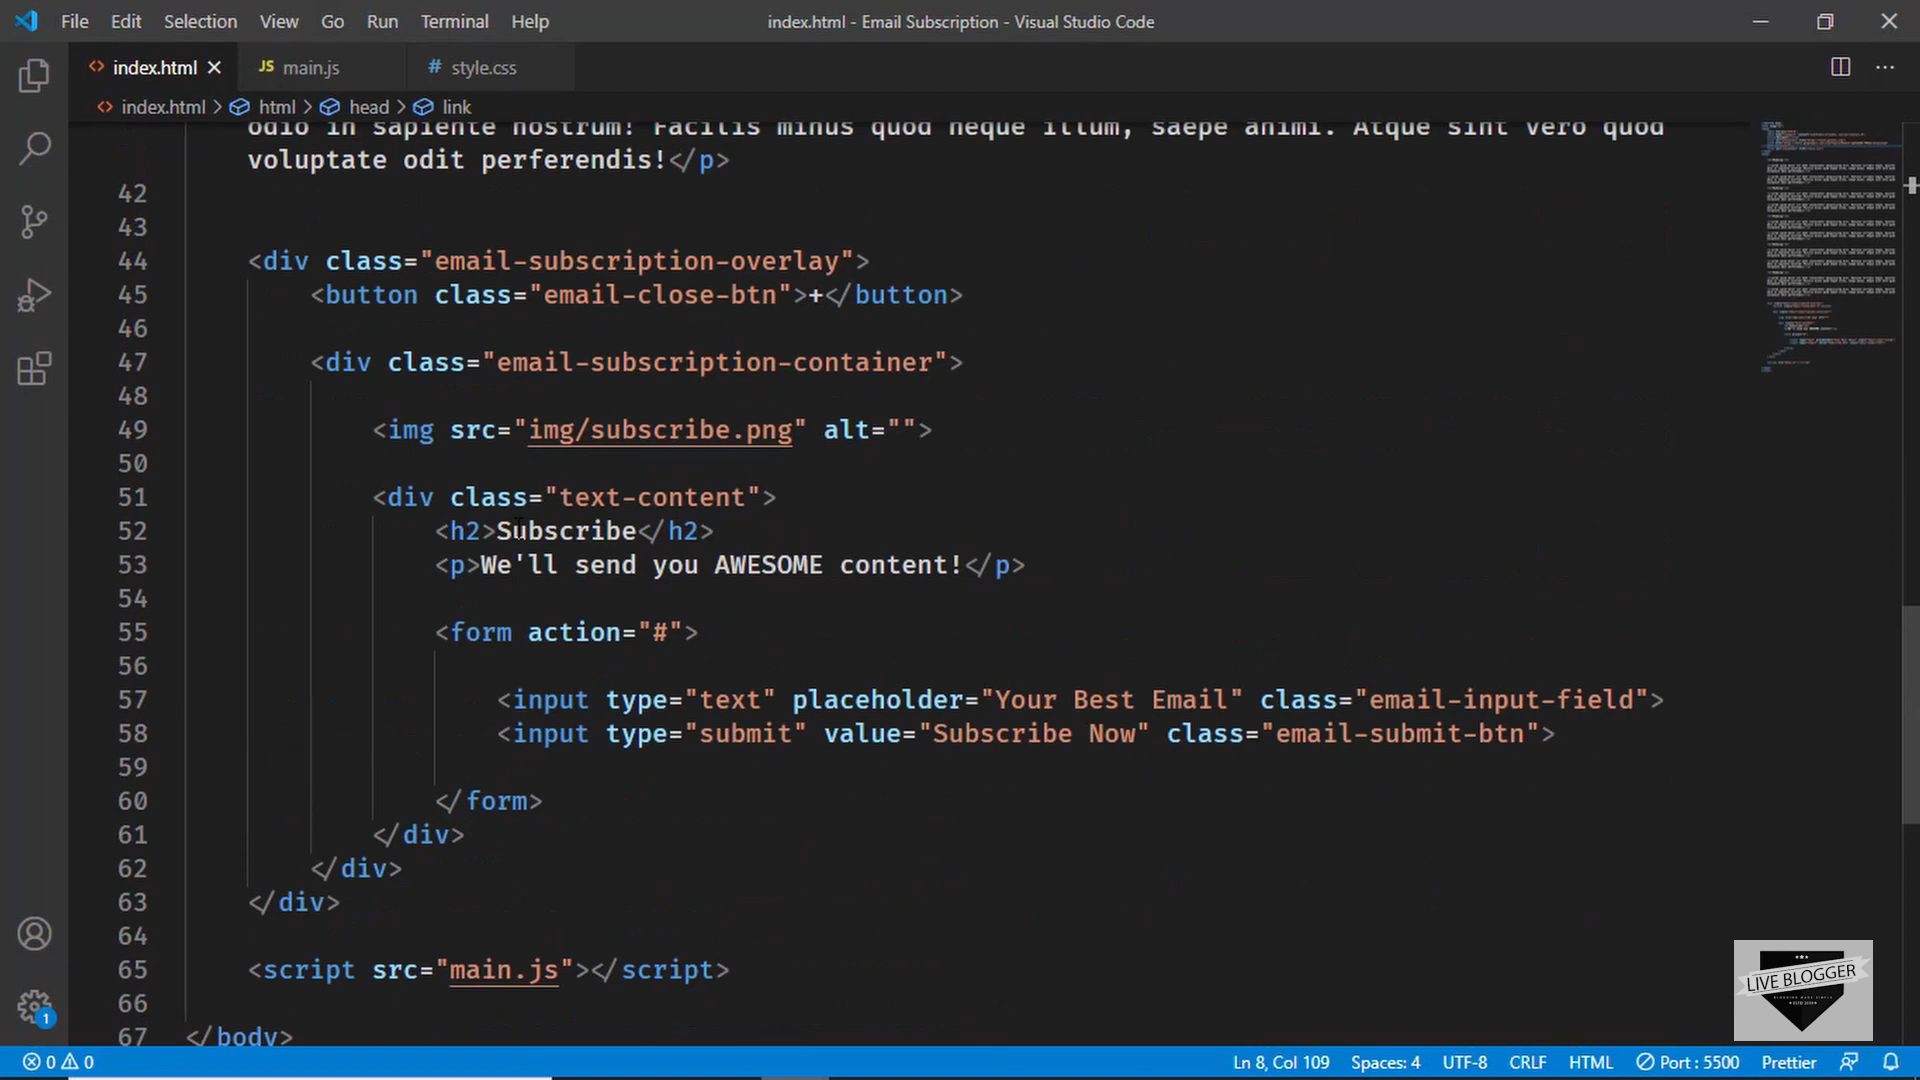 File Edit Selection View Go Run Terminal Help index.html - Email Subscription - Visual Studio Code
index.html JS main.js # style.css
index.html > html > head > link
odio in sapiente nostrum! Facilis minus quod neque illum, saepe animi. Atque sint vero quod
voluptate odit perferendis!</p>
42
43
44 <div class="email-subscription-overlay">
45 <button class="email-close-btn">+</button>
46
47 <div class="email-subscription-container">
48
49 <img src="img/subscribe.png" alt="">
50
51 <div class="text-content">
52 <h2>Subscribe</h2>
53 <p>We'll send you AWESOME content!</p>
54
55 <form action="#">
56
57 <input type="text" placeholder="Your Best Email" class="email-input-field">
58 <input type="submit" value="Subscribe Now" class="email-submit-btn">
59
60 </form>
61 </div>
62 </div>
63 </div>
64
65 <script src="main.js"></script>
66
67 </body>
LIVE BLOGGER
1
0 0 Ln 8, Col 109 Spaces: 4 UTF-8 CRLF HTML Port : 5500 Prettier